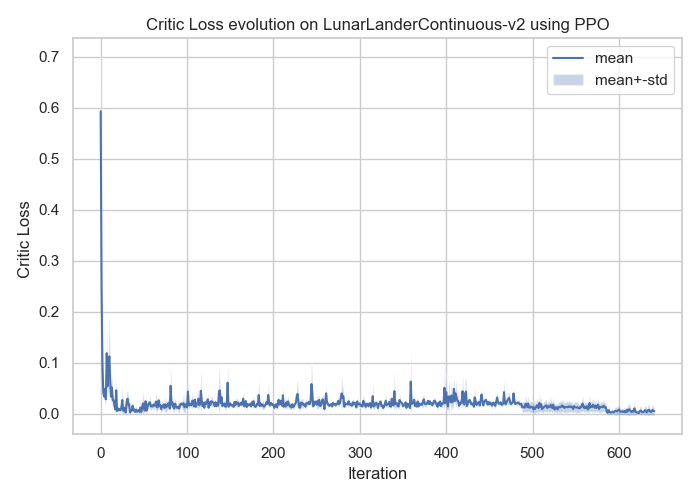 Critic Loss evolution on LunarLanderContinuous-v2 using PPO
mean
mean+-std
Critic Loss
0.7
0.6
0.5
0.4
0.3
0.2
0.1
0.0
0 100 200 300 400 500 600
Iteration